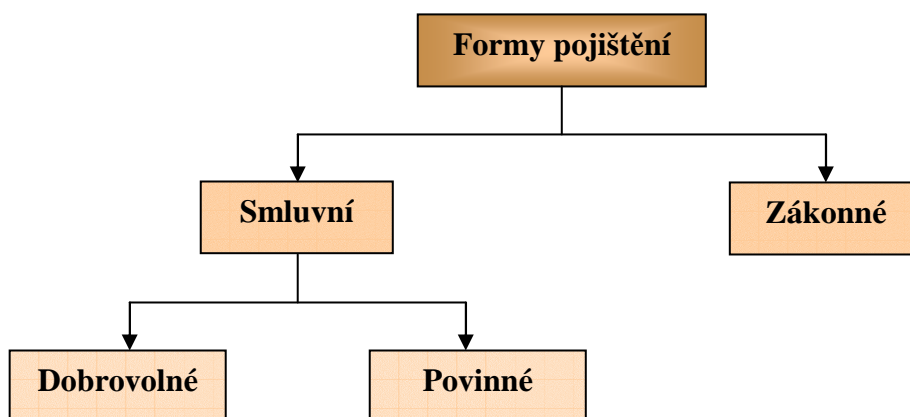 Formy pojištění
Smluvní
Zákonné
Dobrovolné
Povinné